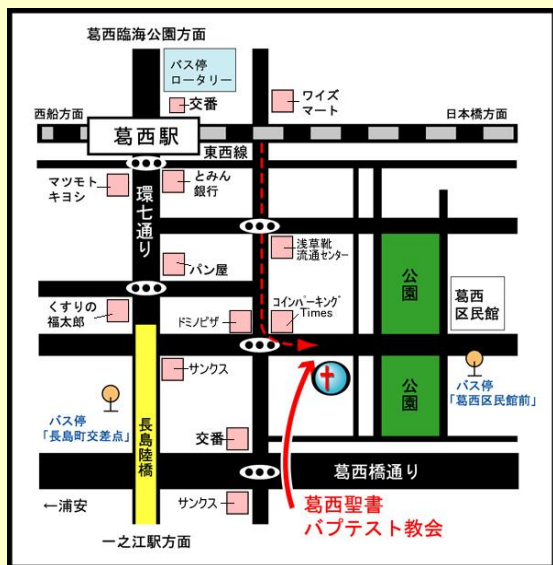 葛西臨海公園方面
バス停
ロータリー
交番
ワイズ
マート
西船方面
日本橋方面
葛西駅
東西線
マツモト
キヨシ
とみん
銀行
環七通り
浅草靴
流通センター
パン屋
公園
葛西
区民館
くすりの
福太郎
ドミノピザ
コインパーキング
Times
サンクス
バス停
「葛西区民館前」
公園
バス停
「長島町交差点」
長島陸橋
交番
葛西橋通り
サンクス
←浦安
葛西聖書
バプテスト教会
一之江駅方面